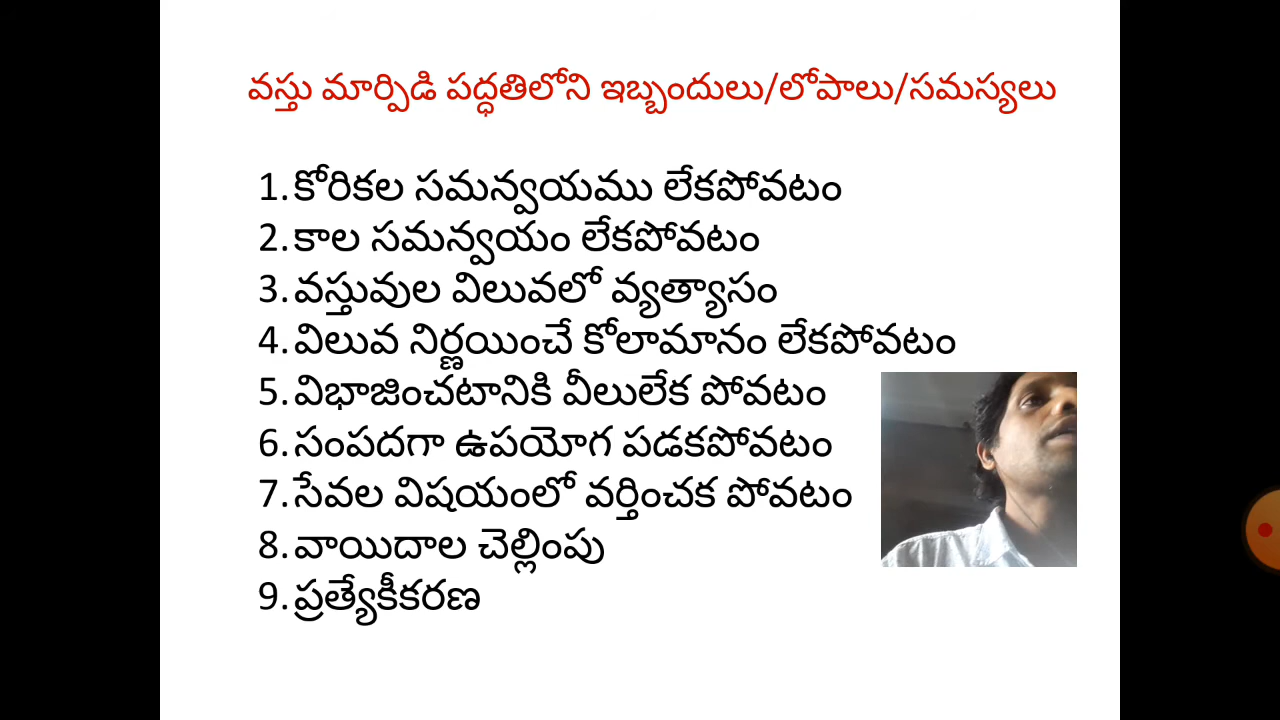 వస్తు మార్పిడి పద్ధతిలోని ఇబ్బందులు/లోపాలు/సమస్యలు
1. కోరికల సమన్వయము లేకపోవటం
2. కాల సమన్వయం లేకపోవటం
3. వస్తువుల విలువలో వ్యత్యాసం
4. విలువ నిర్ణయించే కోలామానం లేకపోవటం
5. విభాజించటానికి వీలులేక పోవటం
6. సంపదగా ఉపయోగ పడకపోవటం
7. సేవల విషయంలో వర్తించక పోవటం
8. వాయిదాల చెల్లింపు
9. ప్రత్యేకీకరణ